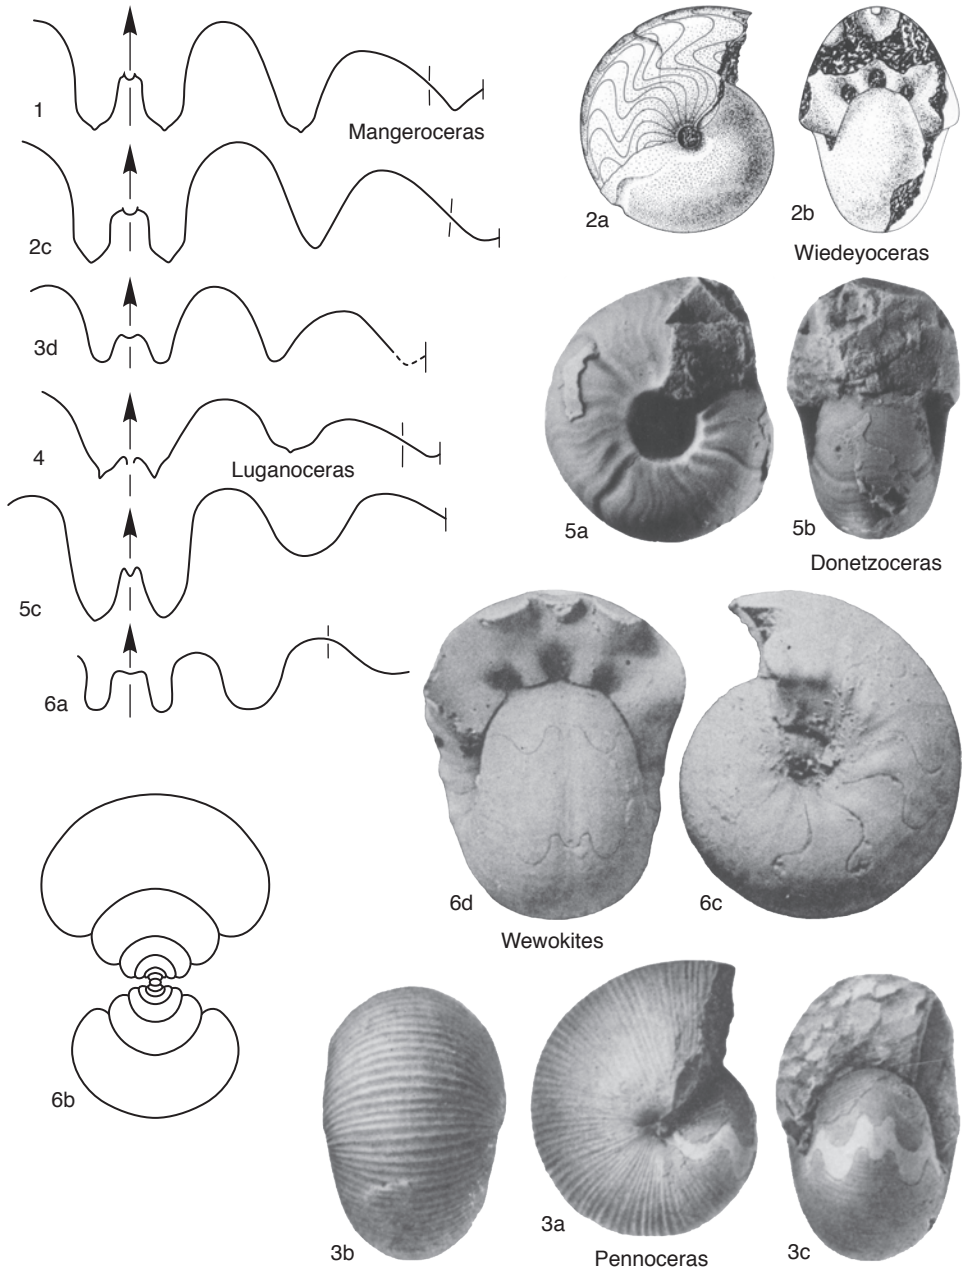 1
Mangeroceras
2c
3d
4
Luganoceras
5c
6a
6b
2a
2b
Wiedeyoceras
5a
5b
Donetzoceras
6d
6c
Wewokites
3b
3a
3c
Pennoceras